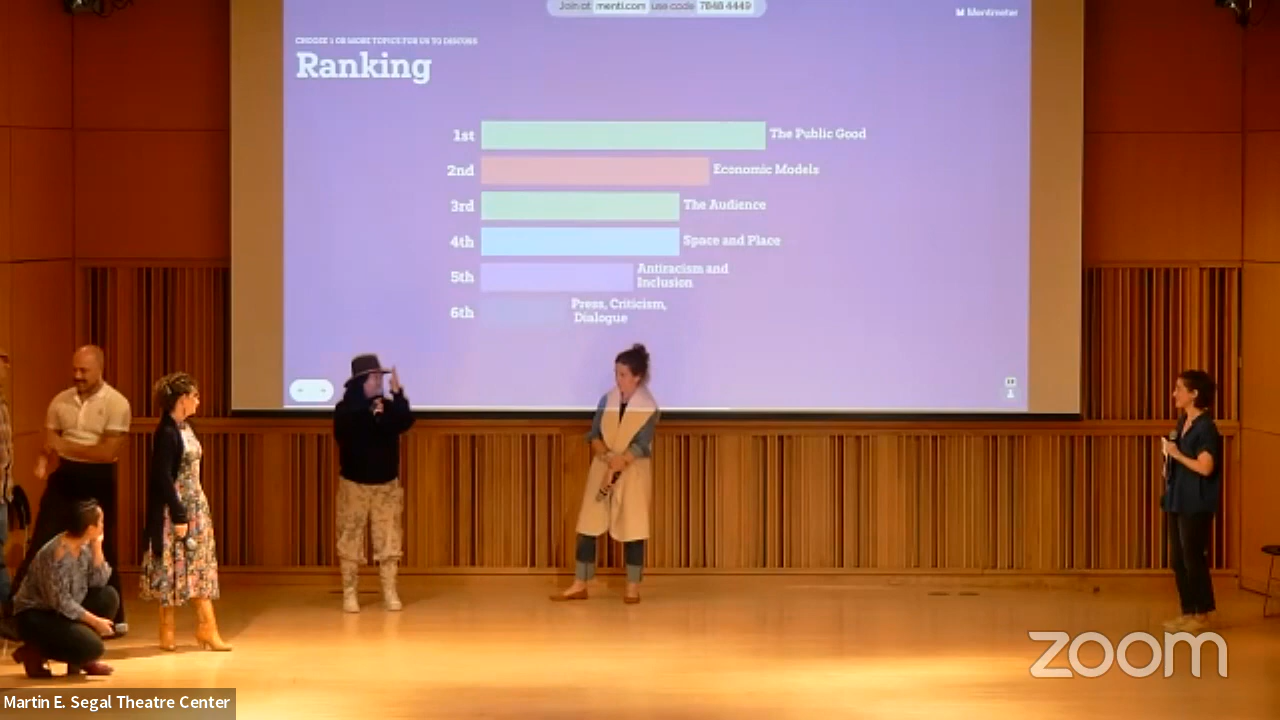 Join at menti.com use code 7848 4449
Mentimeter
CHOOSE 1 OR MORE TOPICS FOR US TO DISCUSS
Ranking
1st The Public Good
2nd Economic Models
3rd The Audience
4th Space and Place
5th Antiracism and
Inclusion
6th Press, Criticism,
Dialogue
zoom
Martin E. Segal Theatre Center